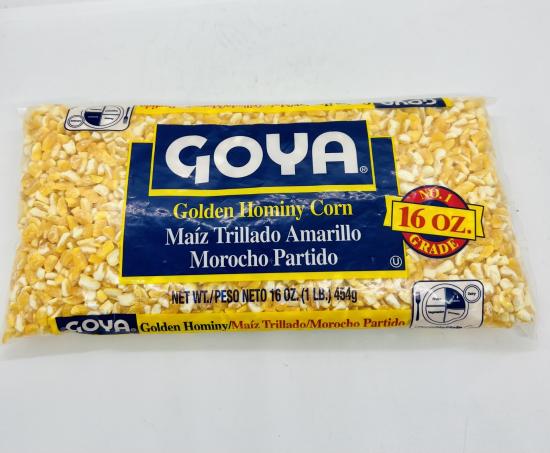 GOYA
GOYA®
Golden Hominy Corn
Maíz Trillado Amarillo
Morocho Partido
NO. 1
16 OZ.
GRADE
U
NET WT./PESO NETO 16 OZ. (1 LB.) 454g
GOYA® Golden Hominy/Maíz Trillado/Morocho Partido